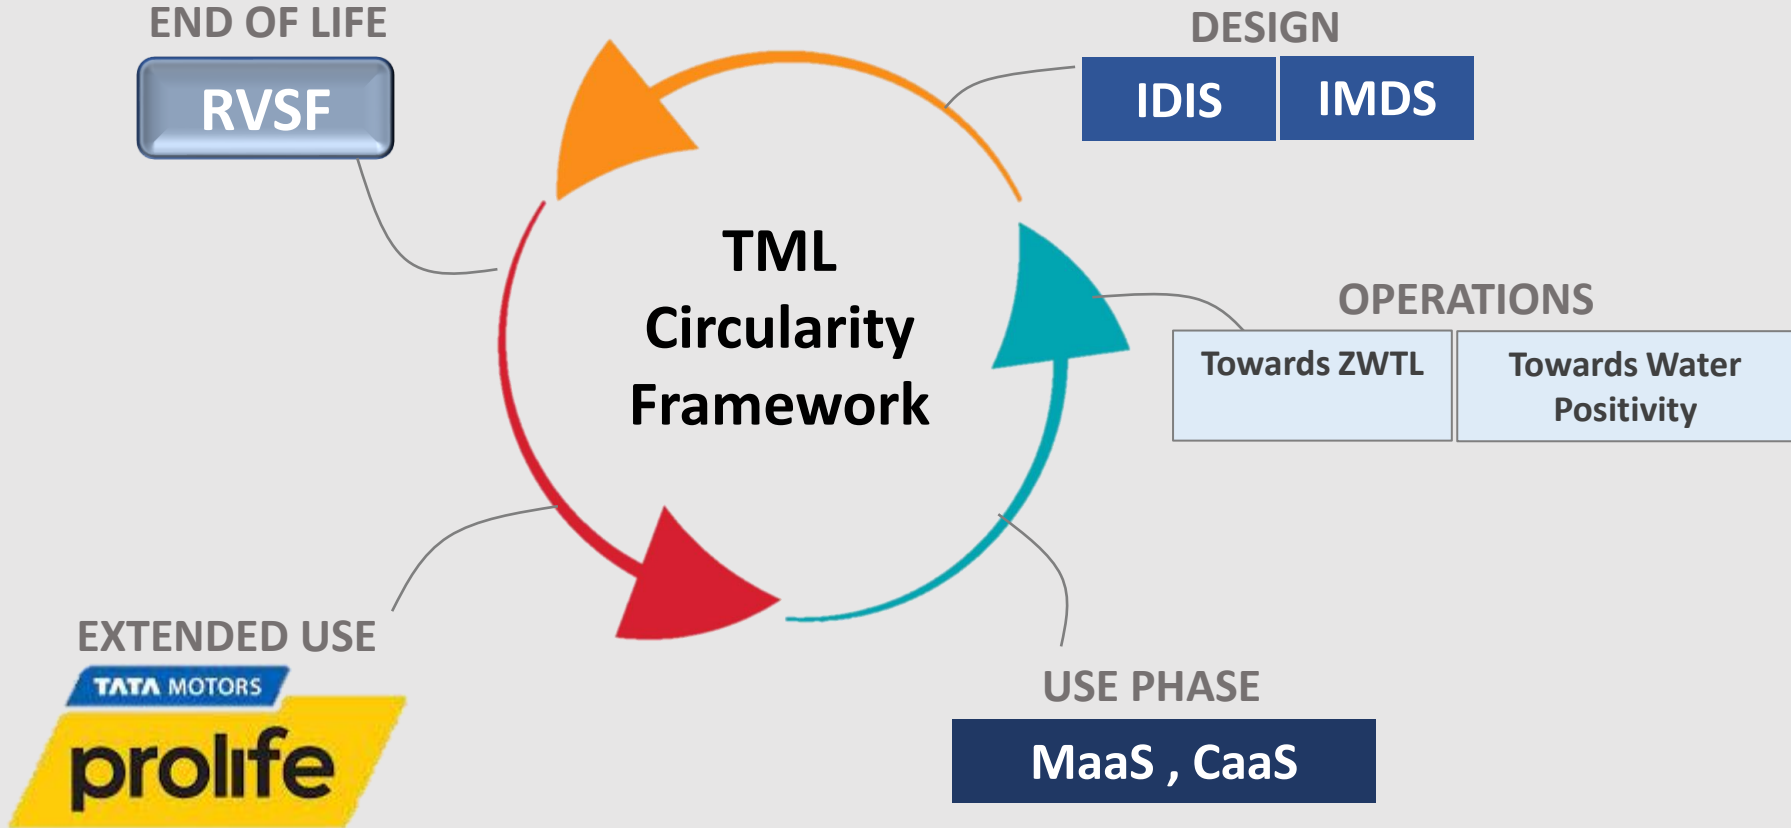 END OF LIFE
RVSF
DESIGN
IDIS
IMDS
TML
Circularity
Framework
OPERATIONS
Towards ZWTL
Towards Water
Positivity
EXTENDED USE
TATA MOTORS
prolife
USE PHASE
MaaS , CaaS